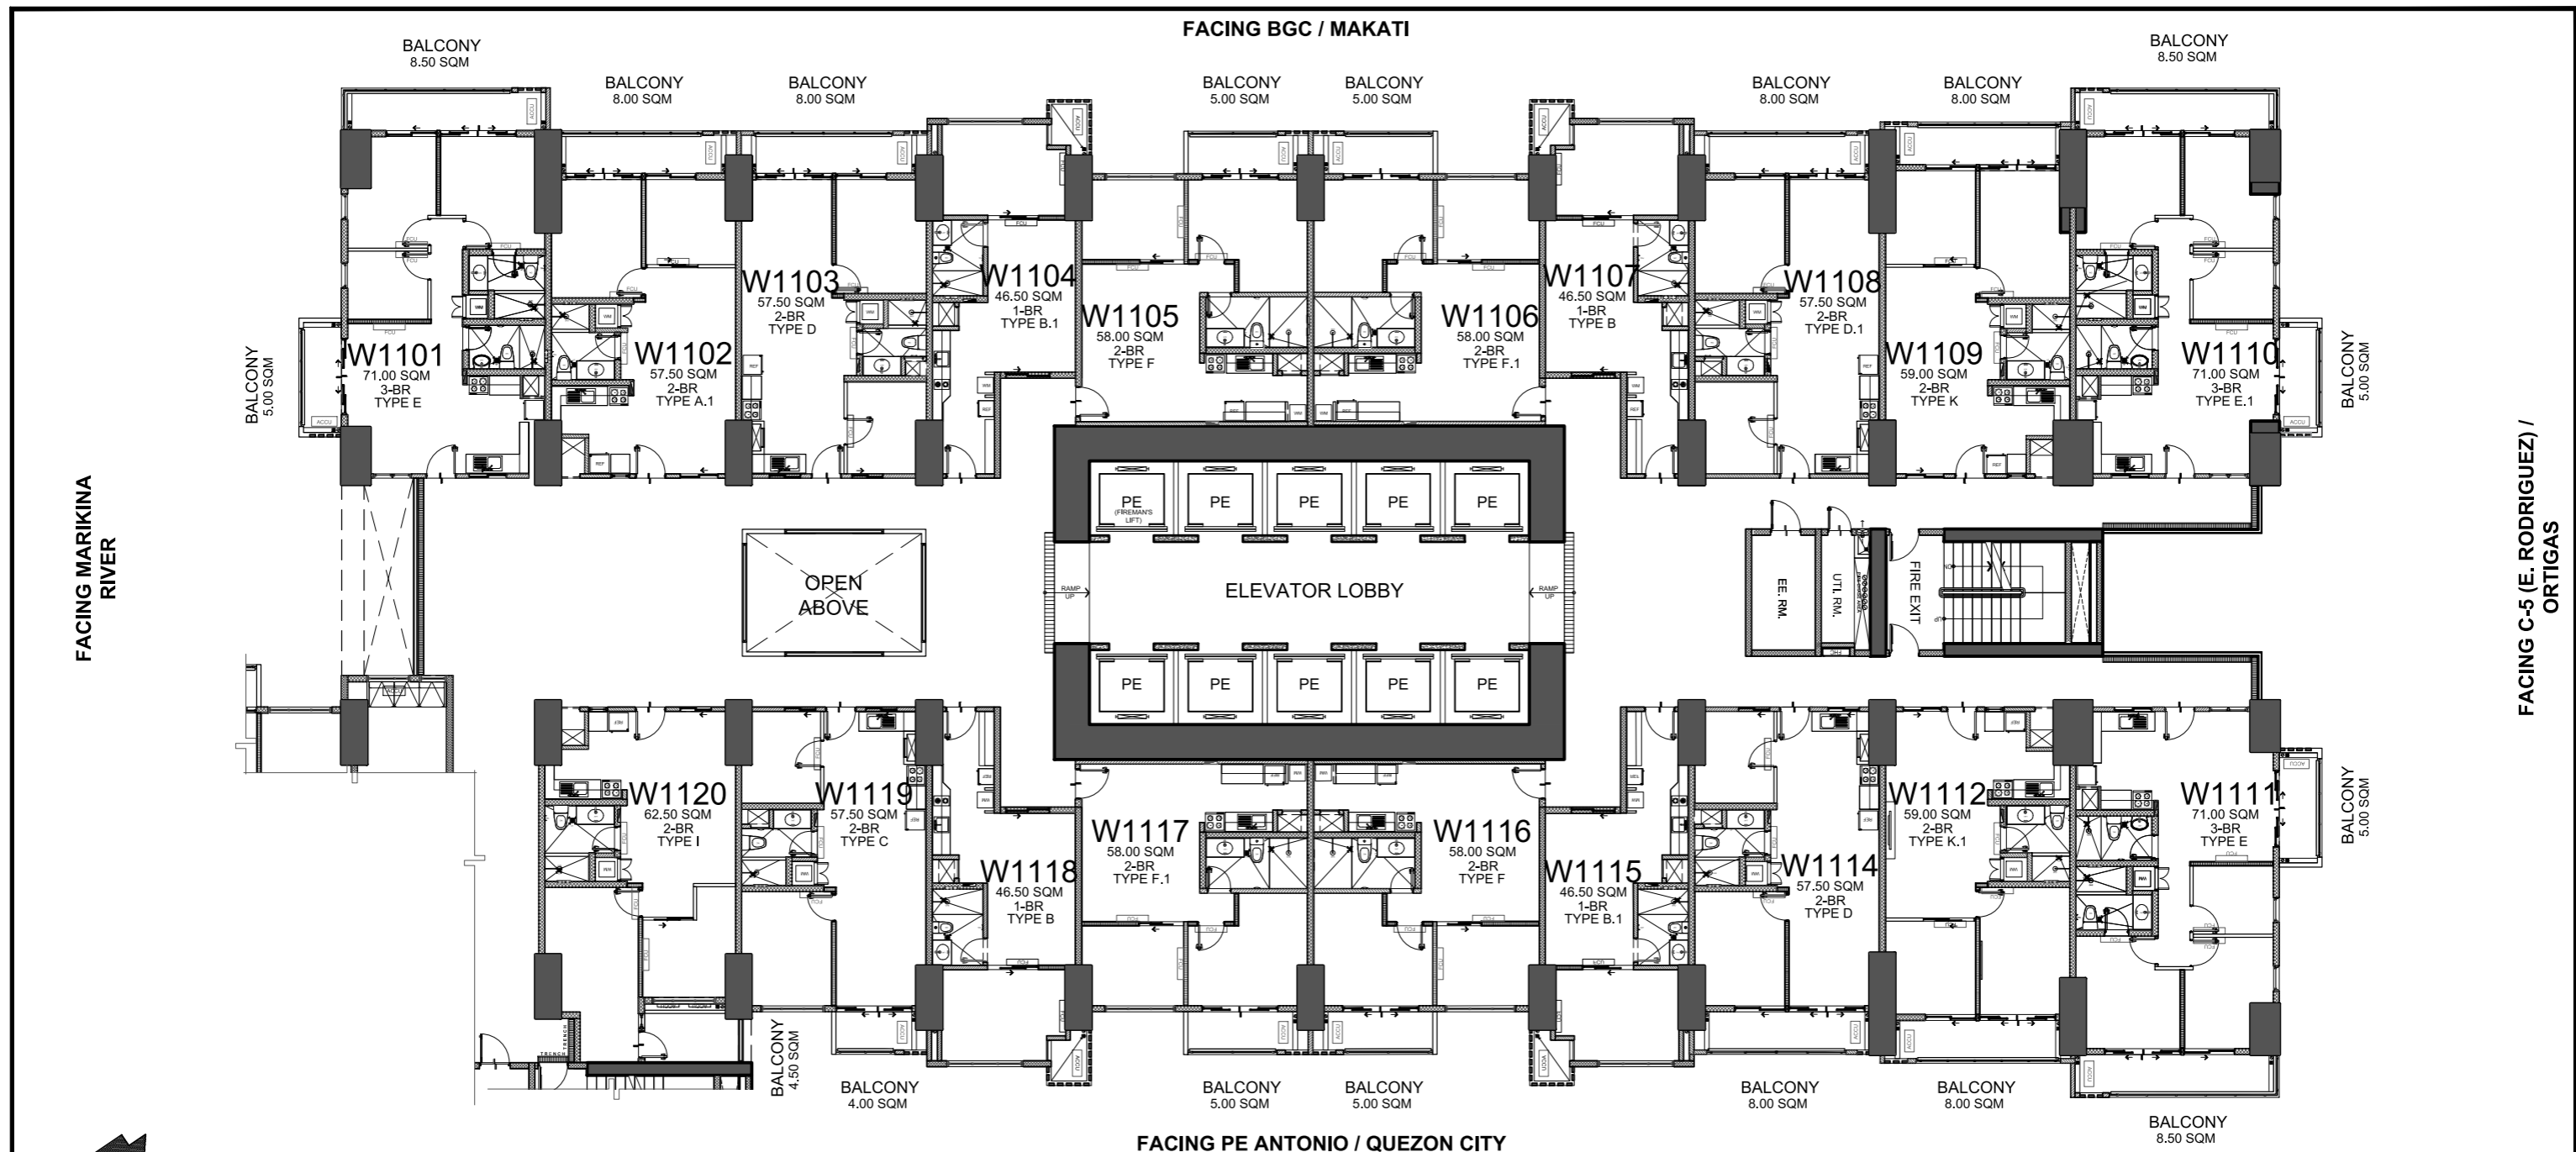 FACING BGC / MAKATI
BALCONY
8.50 SQM
BALCONY
8.00 SQM
BALCONY
8.00 SQM
BALCONY
5.00 SQM
BALCONY
5.00 SQM
BALCONY
8.00 SQM
BALCONY
8.00 SQM
BALCONY
8.50 SQM
W1101
71.00 SQM
3-BR
TYPE E
W1102
57.50 SQM
2-BR
TYPE A.1
W1103
57.50 SQM
2-BR
TYPE D
W1104
46.50 SQM
1-BR
TYPE B.1
W1105
58.00 SQM
2-BR
TYPE F
W1106
58.00 SQM
2-BR
TYPE F.1
W1107
46.50 SQM
1-BR
TYPE B
W1108
57.50 SQM
2-BR
TYPE D.1
W1109
59.00 SQM
2-BR
TYPE K
W1110
71.00 SQM
3-BR
TYPE E.1
BALCONY
5.00 SQM
BALCONY
5.00 SQM
FACING MARIKINA
RIVER
FACING C-5 (E. RODRIGUEZ) /
ORTIGAS
PE
(FIREMAN'S
LIFT)
PE
PE
PE
PE
OPEN
ABOVE
RAMP
UP
ELEVATOR LOBBY
RAMP
UP
EE. RM.
UTI. RM.
FIRE EXIT
DN
UP
FHC
PE
PE
PE
PE
PE
W1120
62.50 SQM
2-BR
TYPE I
W1119
57.50 SQM
2-BR
TYPE C
W1118
46.50 SQM
1-BR
TYPE B
W1117
58.00 SQM
2-BR
TYPE F.1
W1116
58.00 SQM
2-BR
TYPE F
W1115
46.50 SQM
1-BR
TYPE B.1
W1114
57.50 SQM
2-BR
TYPE D
W1112
59.00 SQM
2-BR
TYPE K.1
W1111
71.00 SQM
3-BR
TYPE E
BALCONY
5.00 SQM
TRENCH
TRENCH
BALCONY
4.50 SQM
BALCONY
4.00 SQM
BALCONY
5.00 SQM
BALCONY
5.00 SQM
BALCONY
8.00 SQM
BALCONY
8.00 SQM
BALCONY
8.50 SQM
FACING PE ANTONIO / QUEZON CITY